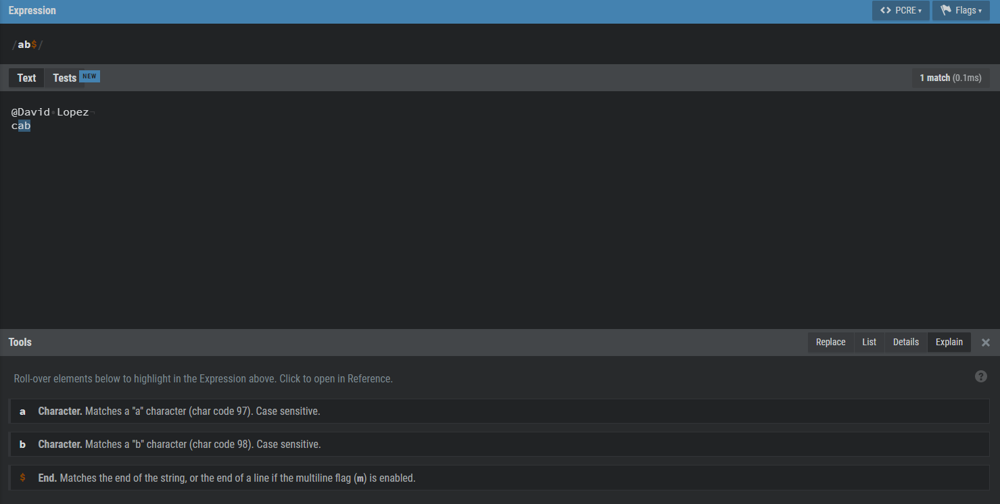 Expression
<> PCRE ▾ Flags ▾
/ab$/
Text Tests NEW 1 match (0.1ms)
@David Lopez
cab
Tools Replace List Details Explain ×
Roll-over elements below to highlight in the Expression above. Click to open in Reference. ?
a Character. Matches a "a" character (char code 97). Case sensitive.
b Character. Matches a "b" character (char code 98). Case sensitive.
$ End. Matches the end of the string, or the end of a line if the multiline flag (m) is enabled.